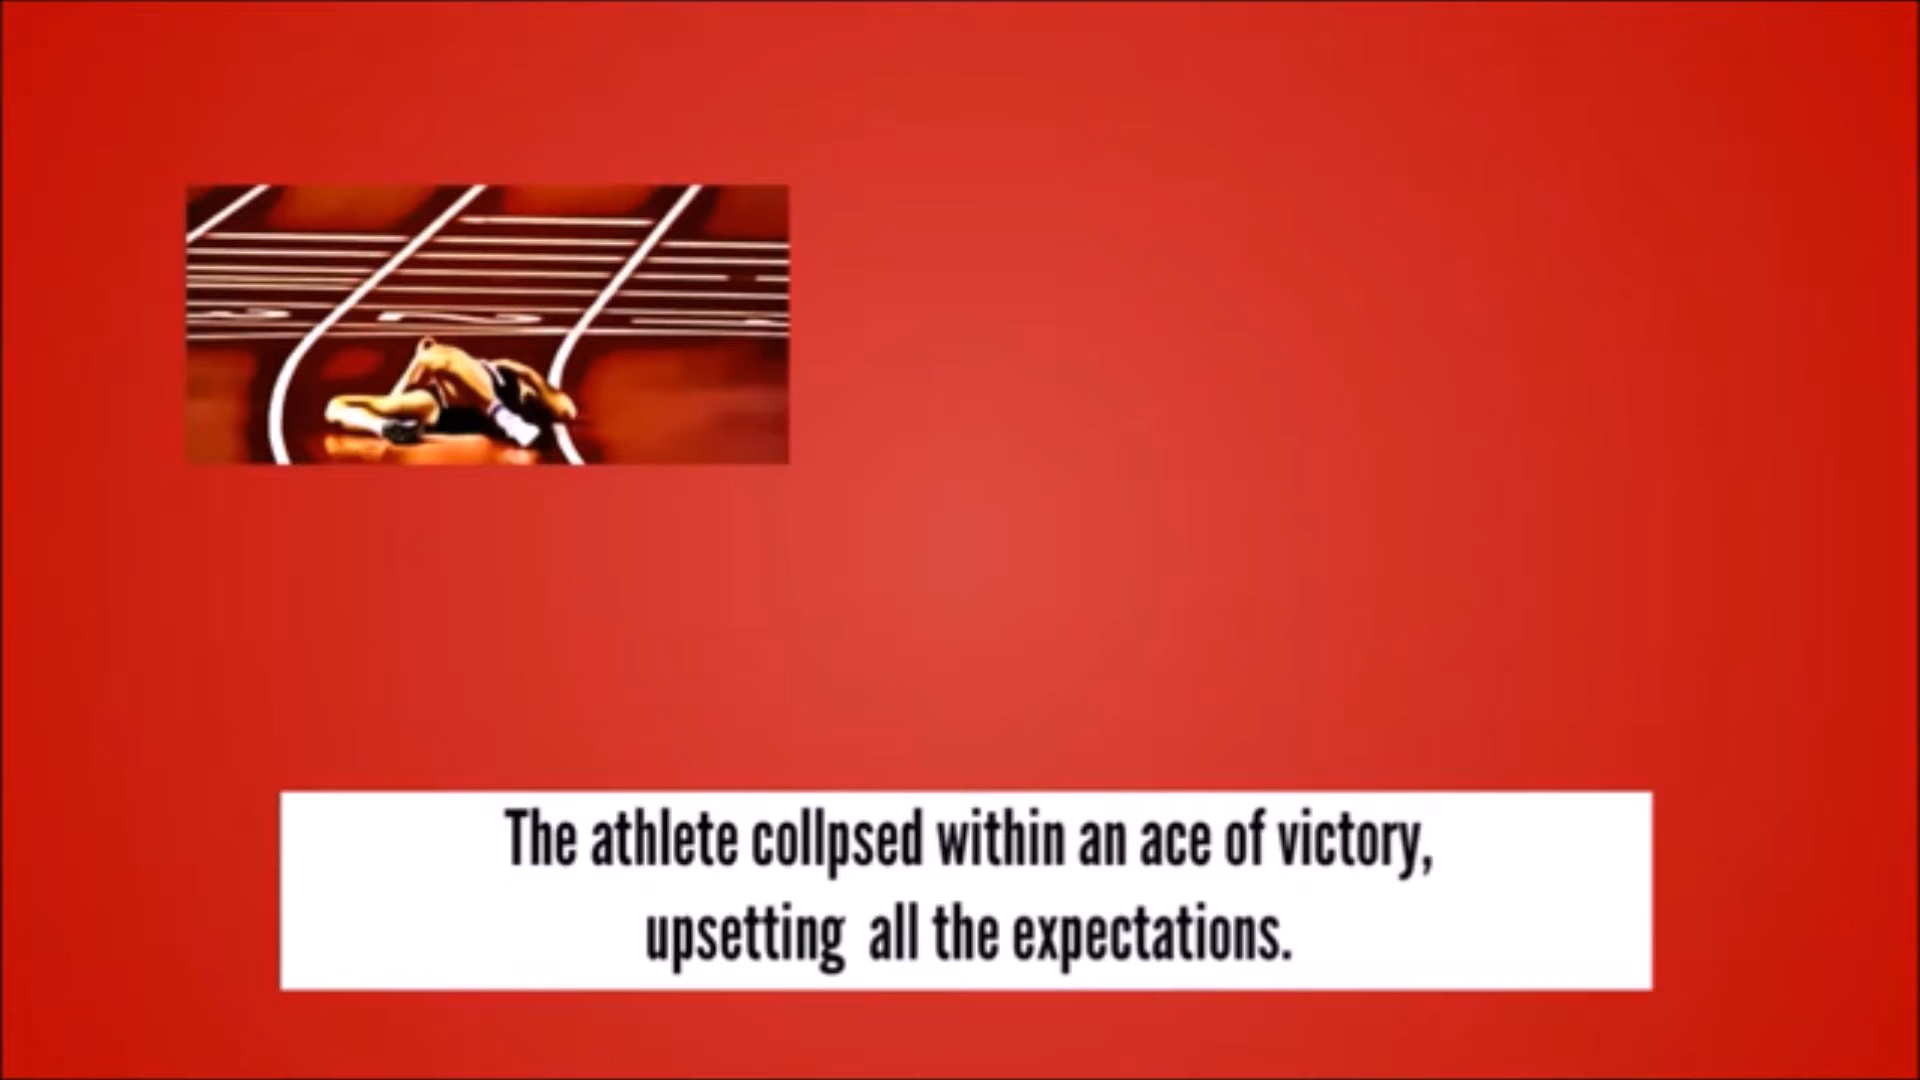 The athlete collpsed within an ace of victory,
upsetting all the expectations.